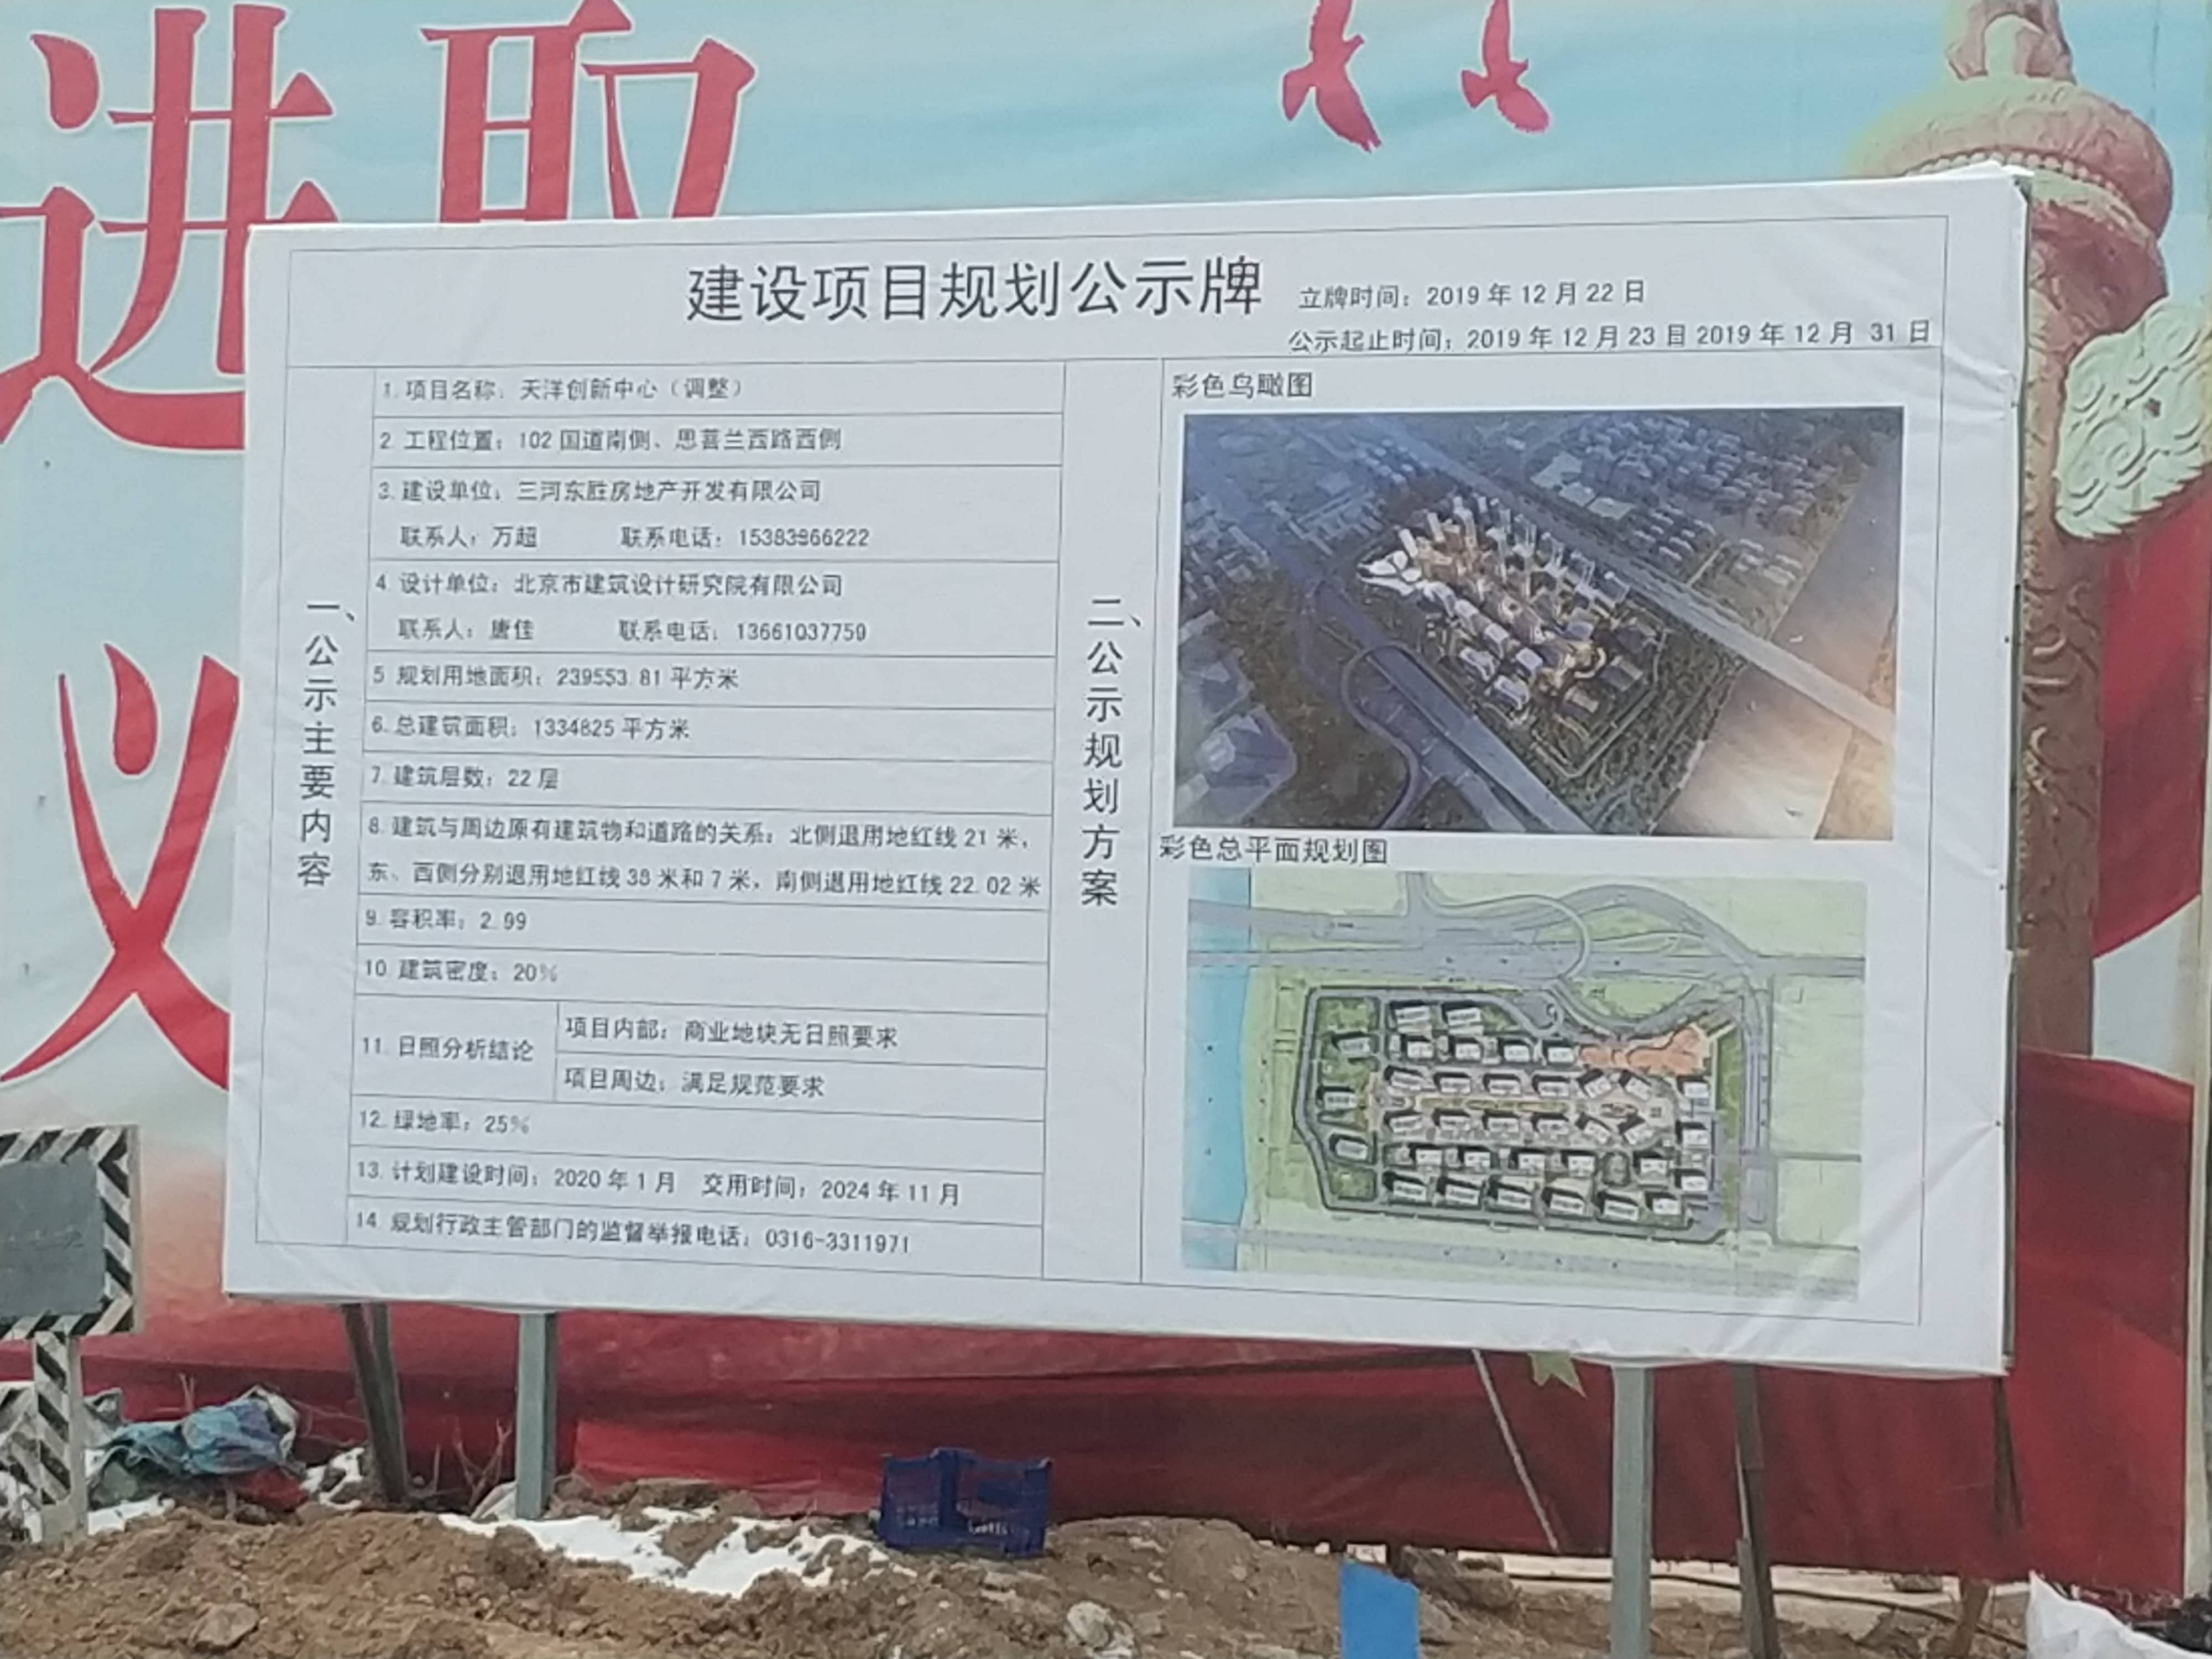 进取
义
建设项目规划公示牌
立牌时间：2019年12月22日
公示起止时间：2019年12月23目2019年12月 31日
一、公示主要内容
1.项目名称：天洋创新中心（调整）
2.工程位置：102国道南侧、思菩兰西路西侧
3.建设单位：三河东胜房地产开发有限公司
联系人：万超 联系电话：15383966222
4 设计单位：北京市建筑设计研究院有限公司
联系人：唐佳 联系电话：13661037759
5 规划用地面积：239553.81平方米
6.总建筑面积：1334825平方米
7.建筑层数：22层
8.建筑与周边原有建筑物和道路的关系：北侧退用地红线21米，
东、西侧分别退用地红线38米和7米，南侧退用地红线22.02米
9.容积率：2.99
10.建筑密度：20%
11.日照分析结论
项目内部：商业地块无日照要求
项目周边：满足规范要求
12.绿地率：25%
13.计划建设时间：2020年1月 交用时间：2024年11月
14.规划行政主管部门的监督举报电话：0316-3311971
二、公示规划方案
彩色鸟瞰图
彩色总平面规划图